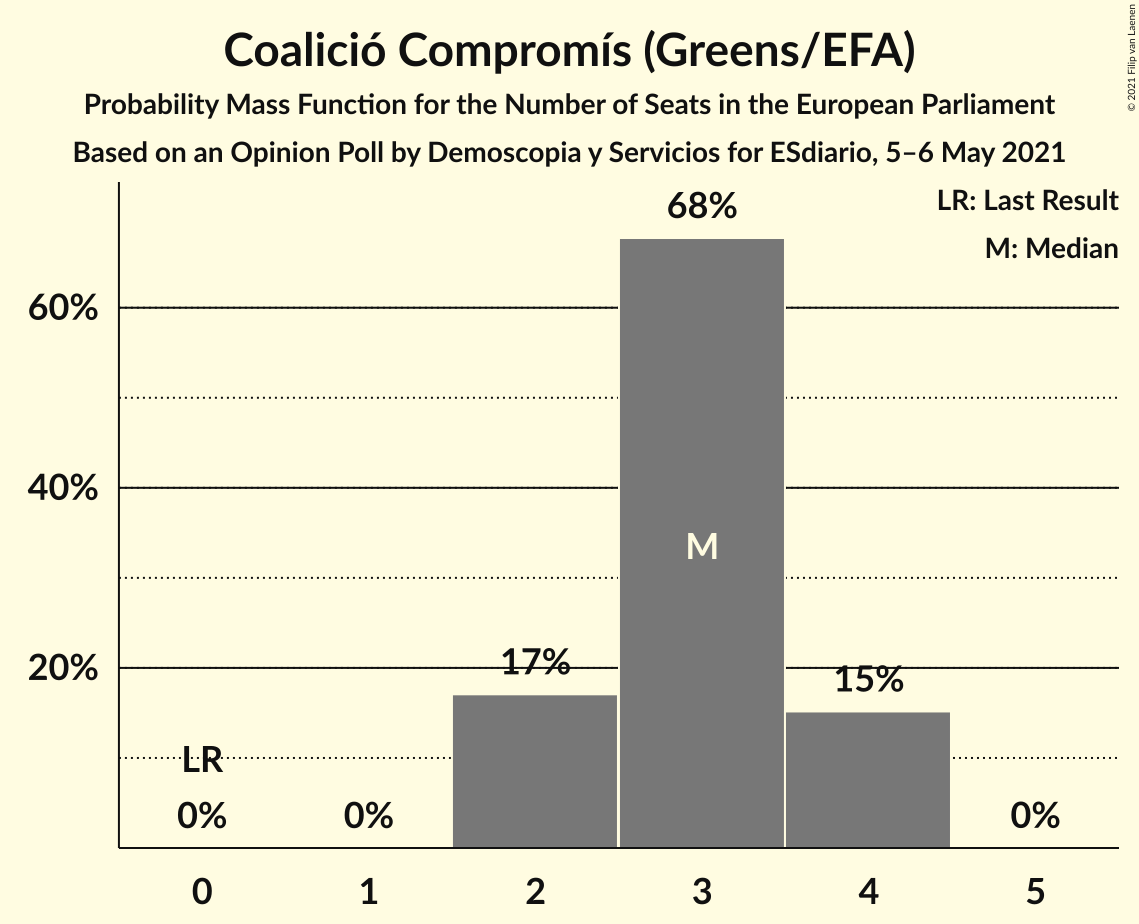 Coalició Compromís (Greens/EFA)
Probability Mass Function for the Number of Seats in the European Parliament
Based on an Opinion Poll by Demoscopia y Servicios for ESdiario, 5–6 May 2021
© 2021 Filip van Laenen
LR: Last Result
M: Median
68%
60%
40%
M
20%
17%
15%
LR
0%
0%
0%
0
1
2
3
4
5